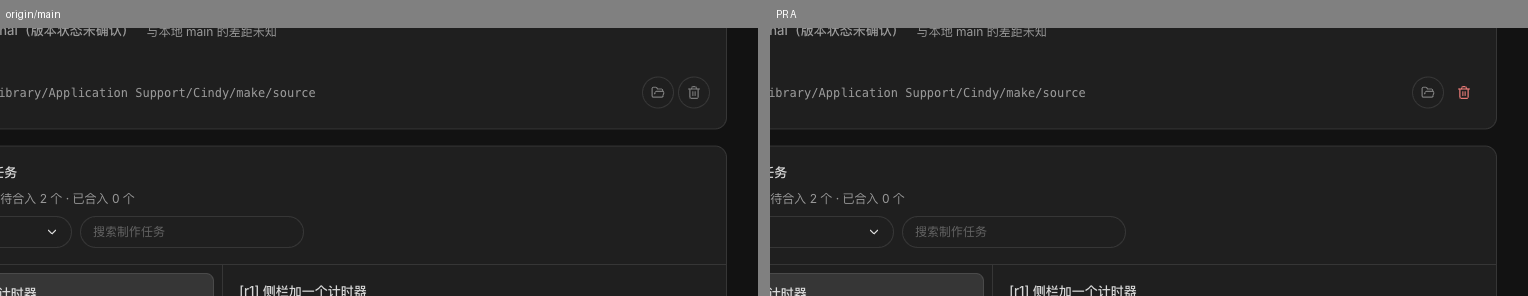 origin/main
nal（版本状态未确认） 与本地 main 的差距未知
ibrary/Application Support/Cindy/make/source
任务
待合入 2 个 · 已合入 0 个
搜索制作任务
计时器
[r1] 侧栏加一个计时器
PRA
nal（版本状态未确认） 与本地 main 的差距未知
ibrary/Application Support/Cindy/make/source
任务
待合入 2 个 · 已合入 0 个
搜索制作任务
计时器
[r1] 侧栏加一个计时器